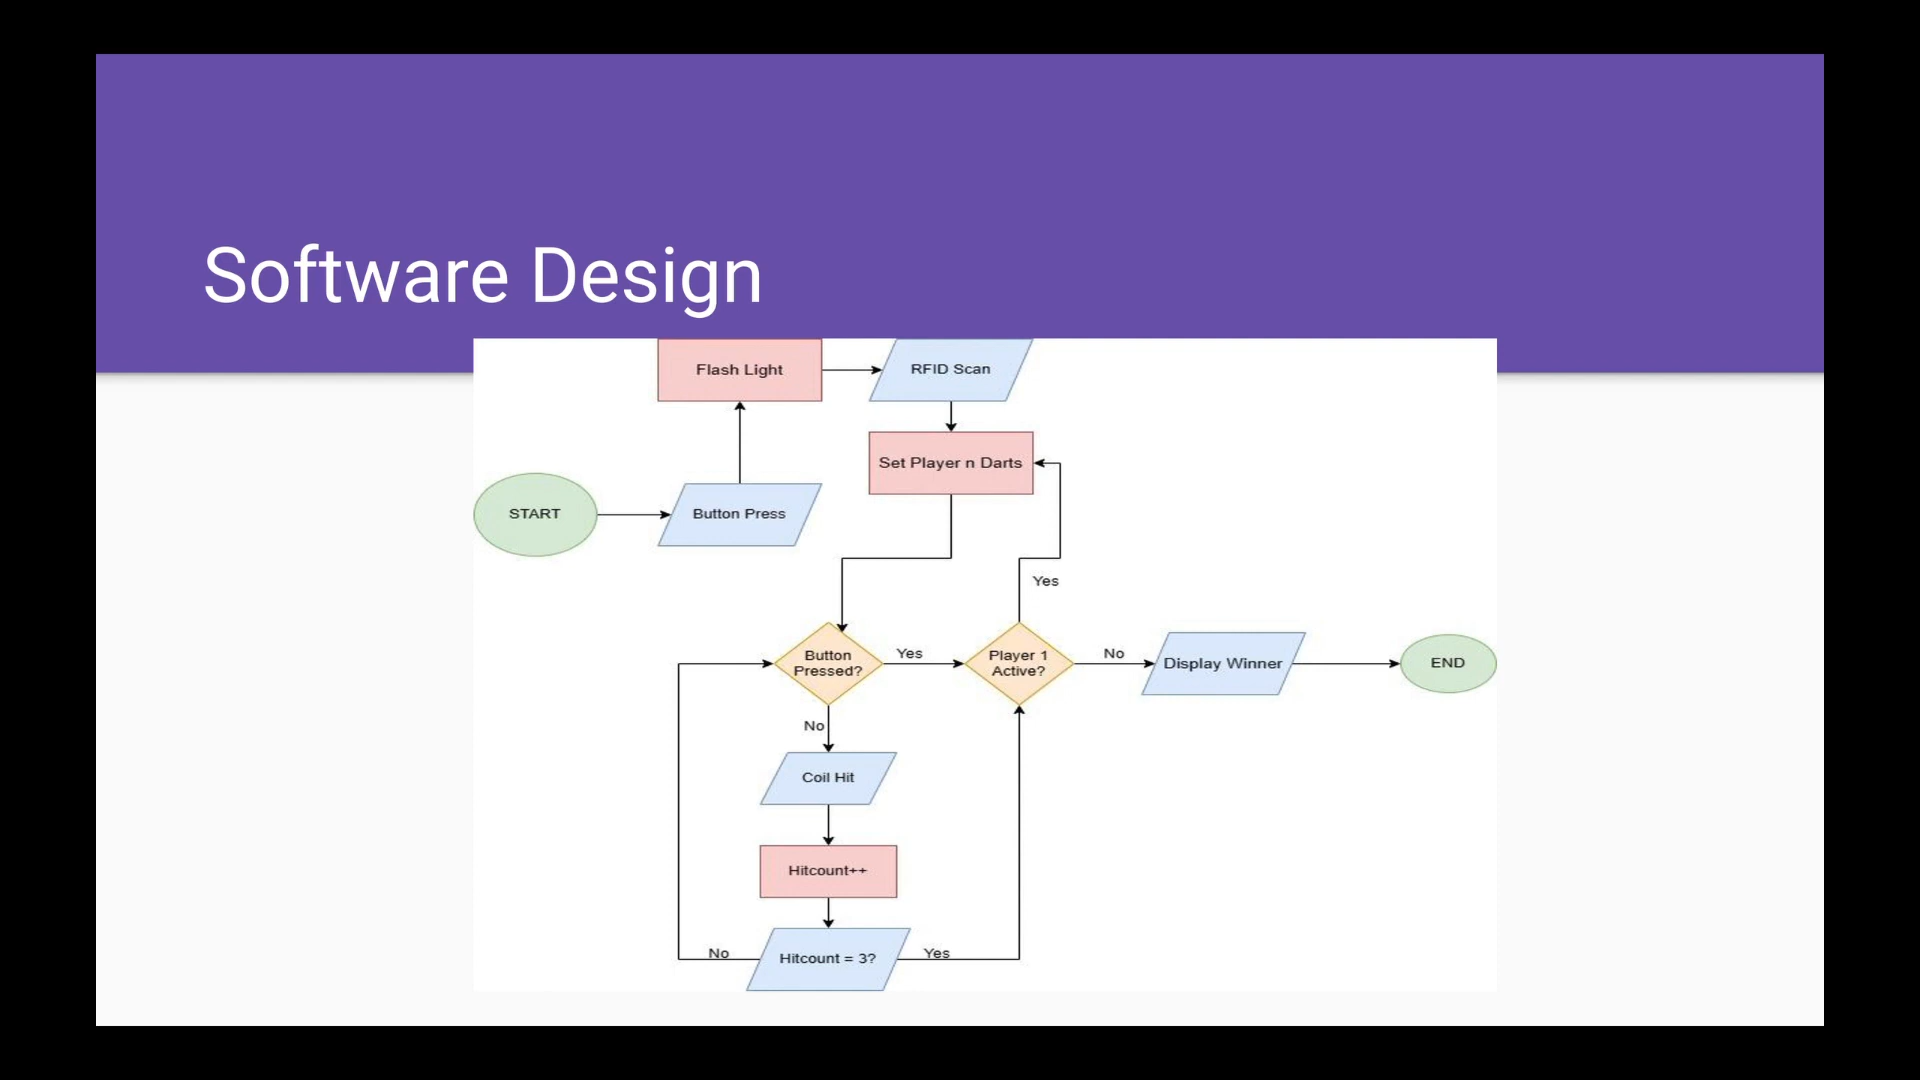 Software Design
Flash Light
RFID Scan
Set Player n Darts
START
Button Press
Yes
Button
Pressed?
Yes
Player 1
Active?
No
Display Winner
END
No
Coil Hit
Hitcount++
No
Hitcount = 3?
Yes